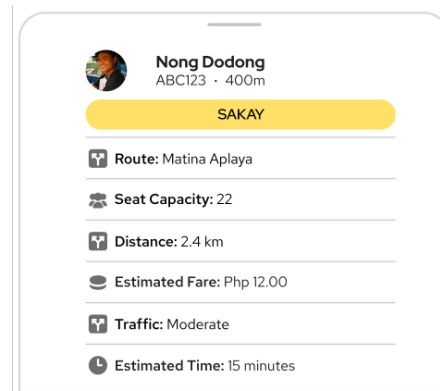 Nong Dodong
ABC123 · 400m
SAKAY
Route: Matina Aplaya
Seat Capacity: 22
Distance: 2.4 km
Estimated Fare: Php 12.00
Traffic: Moderate
Estimated Time: 15 minutes